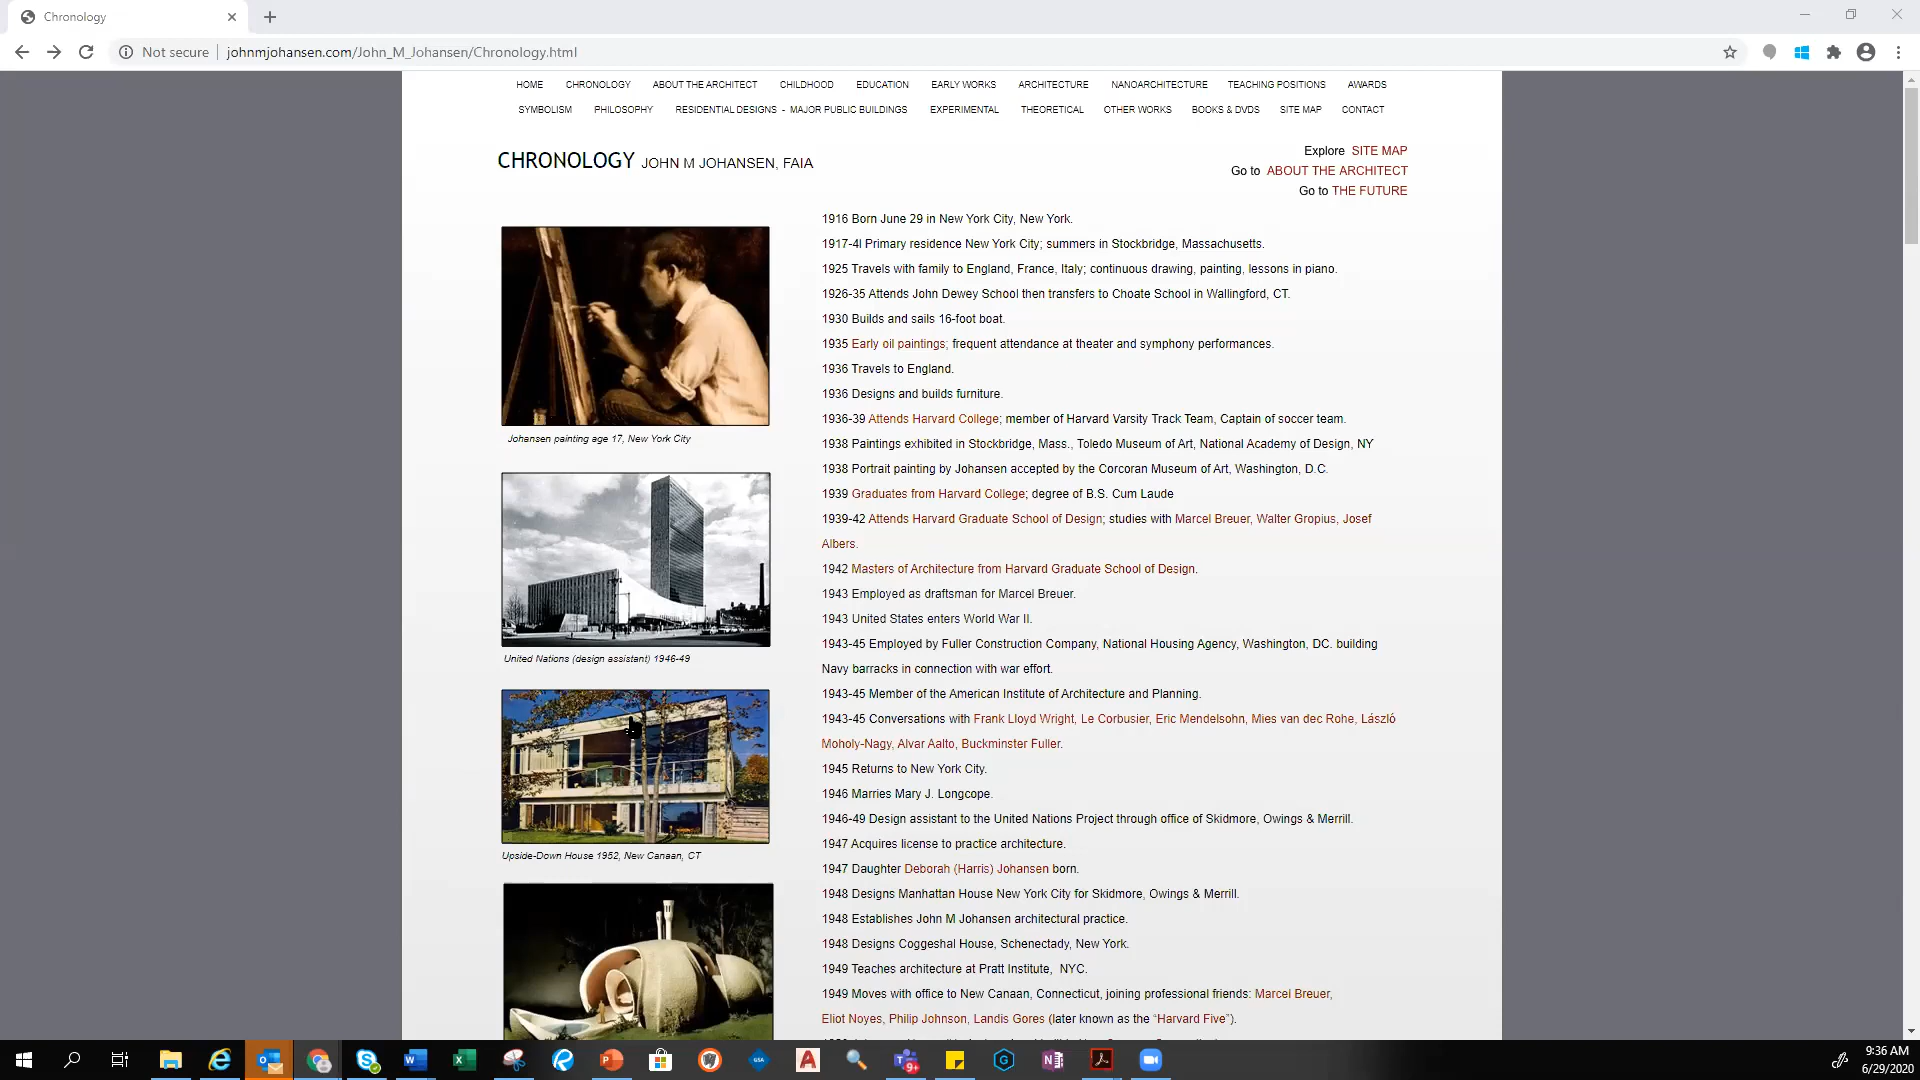 Chronology
Not secure
johnmjohansen.com/John_M_Johansen/Chronology.html
HOME CHRONOLOGY ABOUT THE ARCHITECT CHILDHOOD EDUCATION EARLY WORKS ARCHITECTURE NANOARCHITECTURE TEACHING POSITIONS AWARDS
SYMBOLISM PHILOSOPHY RESIDENTIAL DESIGNS - MAJOR PUBLIC BUILDINGS EXPERIMENTAL THEORETICAL OTHER WORKS BOOKS & DVDS SITE MAP CONTACT
CHRONOLOGY JOHN M JOHANSEN, FAIA
Explore SITE MAP
Go to ABOUT THE ARCHITECT
Go to THE FUTURE
Johansen painting age 17, New York City
United Nations (design assistant) 1946-49
Upside-Down House 1952, New Canaan, CT
1916 Born June 29 in New York City, New York.
1917-4l Primary residence New York City; summers in Stockbridge, Massachusetts.
1925 Travels with family to England, France, Italy; continuous drawing, painting, lessons in piano.
1926-35 Attends John Dewey School then transfers to Choate School in Wallingford, CT.
1930 Builds and sails 16-foot boat.
1935 Early oil paintings; frequent attendance at theater and symphony performances.
1936 Travels to England.
1936 Designs and builds furniture.
1936-39 Attends Harvard College; member of Harvard Varsity Track Team, Captain of soccer team.
1938 Paintings exhibited in Stockbridge, Mass., Toledo Museum of Art, National Academy of Design, NY
1938 Portrait painting by Johansen accepted by the Corcoran Museum of Art, Washington, D.C.
1939 Graduates from Harvard College; degree of B.S. Cum Laude
1939-42 Attends Harvard Graduate School of Design; studies with Marcel Breuer, Walter Gropius, Josef
Albers.
1942 Masters of Architecture from Harvard Graduate School of Design.
1943 Employed as draftsman for Marcel Breuer.
1943 United States enters World War II.
1943-45 Employed by Fuller Construction Company, National Housing Agency, Washington, DC. building
Navy barracks in connection with war effort.
1943-45 Member of the American Institute of Architecture and Planning.
1943-45 Conversations with Frank Lloyd Wright, Le Corbusier, Eric Mendelsohn, Mies van dec Rohe, László
Moholy-Nagy, Alvar Aalto, Buckminster Fuller.
1945 Returns to New York City.
1946 Marries Mary J. Longcope.
1946-49 Design assistant to the United Nations Project through office of Skidmore, Owings & Merrill.
1947 Acquires license to practice architecture.
1947 Daughter Deborah (Harris) Johansen born.
1948 Designs Manhattan House New York City for Skidmore, Owings & Merrill.
1948 Establishes John M Johansen architectural practice.
1948 Designs Coggeshal House, Schenectady, New York.
1949 Teaches architecture at Pratt Institute, NYC.
1949 Moves with office to New Canaan, Connecticut, joining professional friends: Marcel Breuer,
Eliot Noyes, Philip Johnson, Landis Gores (later known as the “Harvard Five”).
9:36 AM
6/29/2020